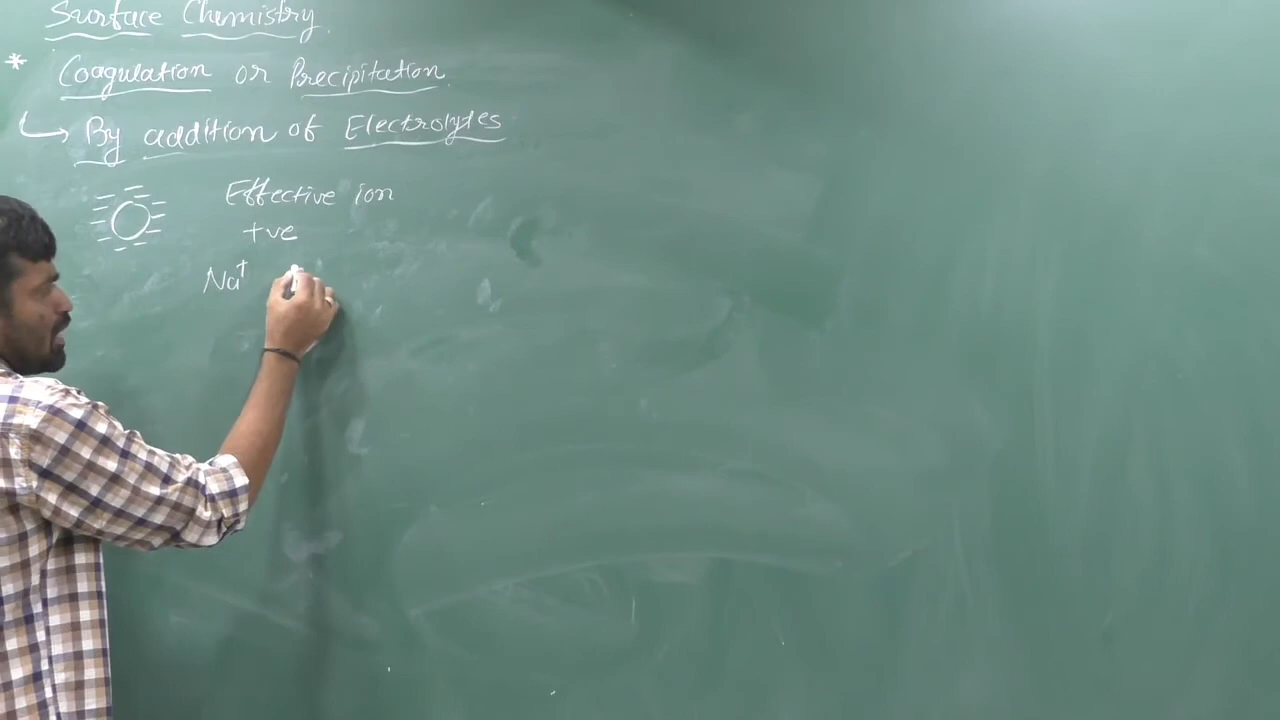 Surface Chemistry.
* Coagulation or Precipitation.
↳ By addition of Electrolytes
Effective ion
+ve
Na⁺